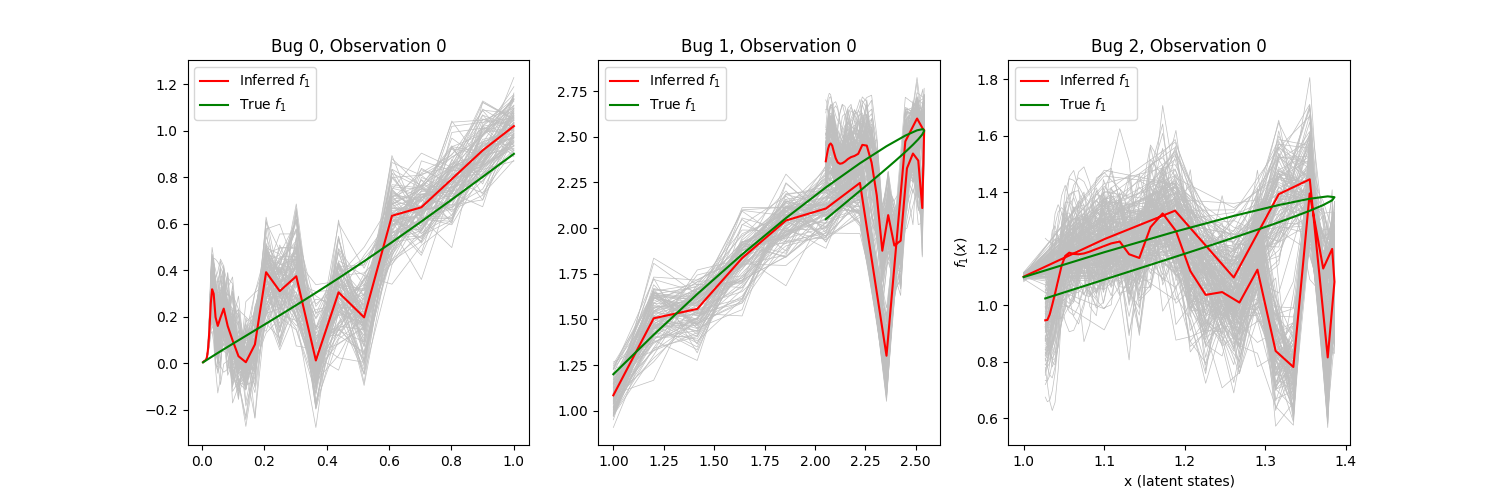 Bug 0, Observation 0
Inferred f₁
True f₁
1.2
1.0
0.8
0.6
0.4
0.2
0.0
−0.2
0.0 0.2 0.4 0.6 0.8 1.0
Bug 1, Observation 0
Inferred f₁
True f₁
2.75
2.50
2.25
2.00
1.75
1.50
1.25
1.00
1.00 1.25 1.50 1.75 2.00 2.25 2.50
Bug 2, Observation 0
Inferred f₁
True f₁
f₁(x)
1.8
1.6
1.4
1.2
1.0
0.8
0.6
1.0 1.1 1.2 1.3 1.4
x (latent states)